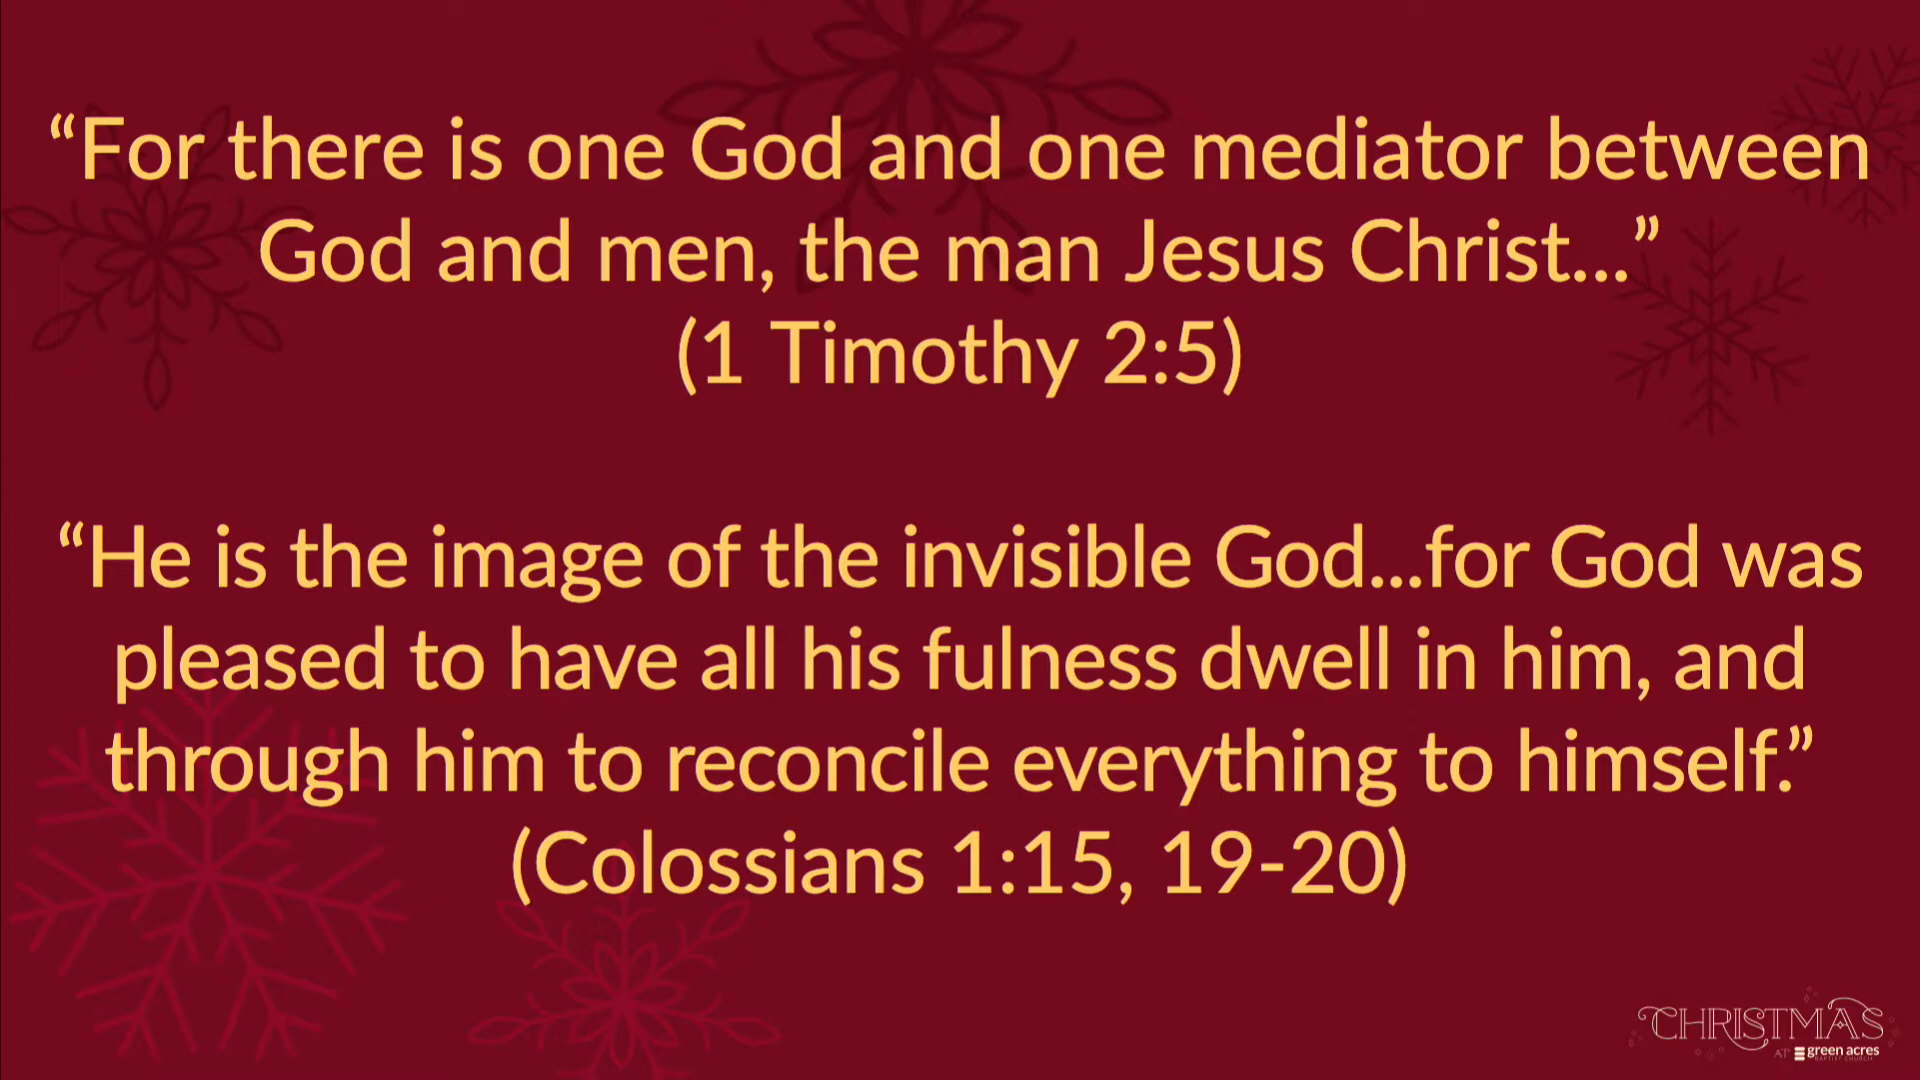 “For there is one God and one mediator between
God and men, the man Jesus Christ...”
(1 Timothy 2:5)
“He is the image of the invisible God...for God was
pleased to have all his fulness dwell in him, and
through him to reconcile everything to himself.”
(Colossians 1:15, 19-20)
CHRISTMAS
AT green acres
BAPTIST CHURCH